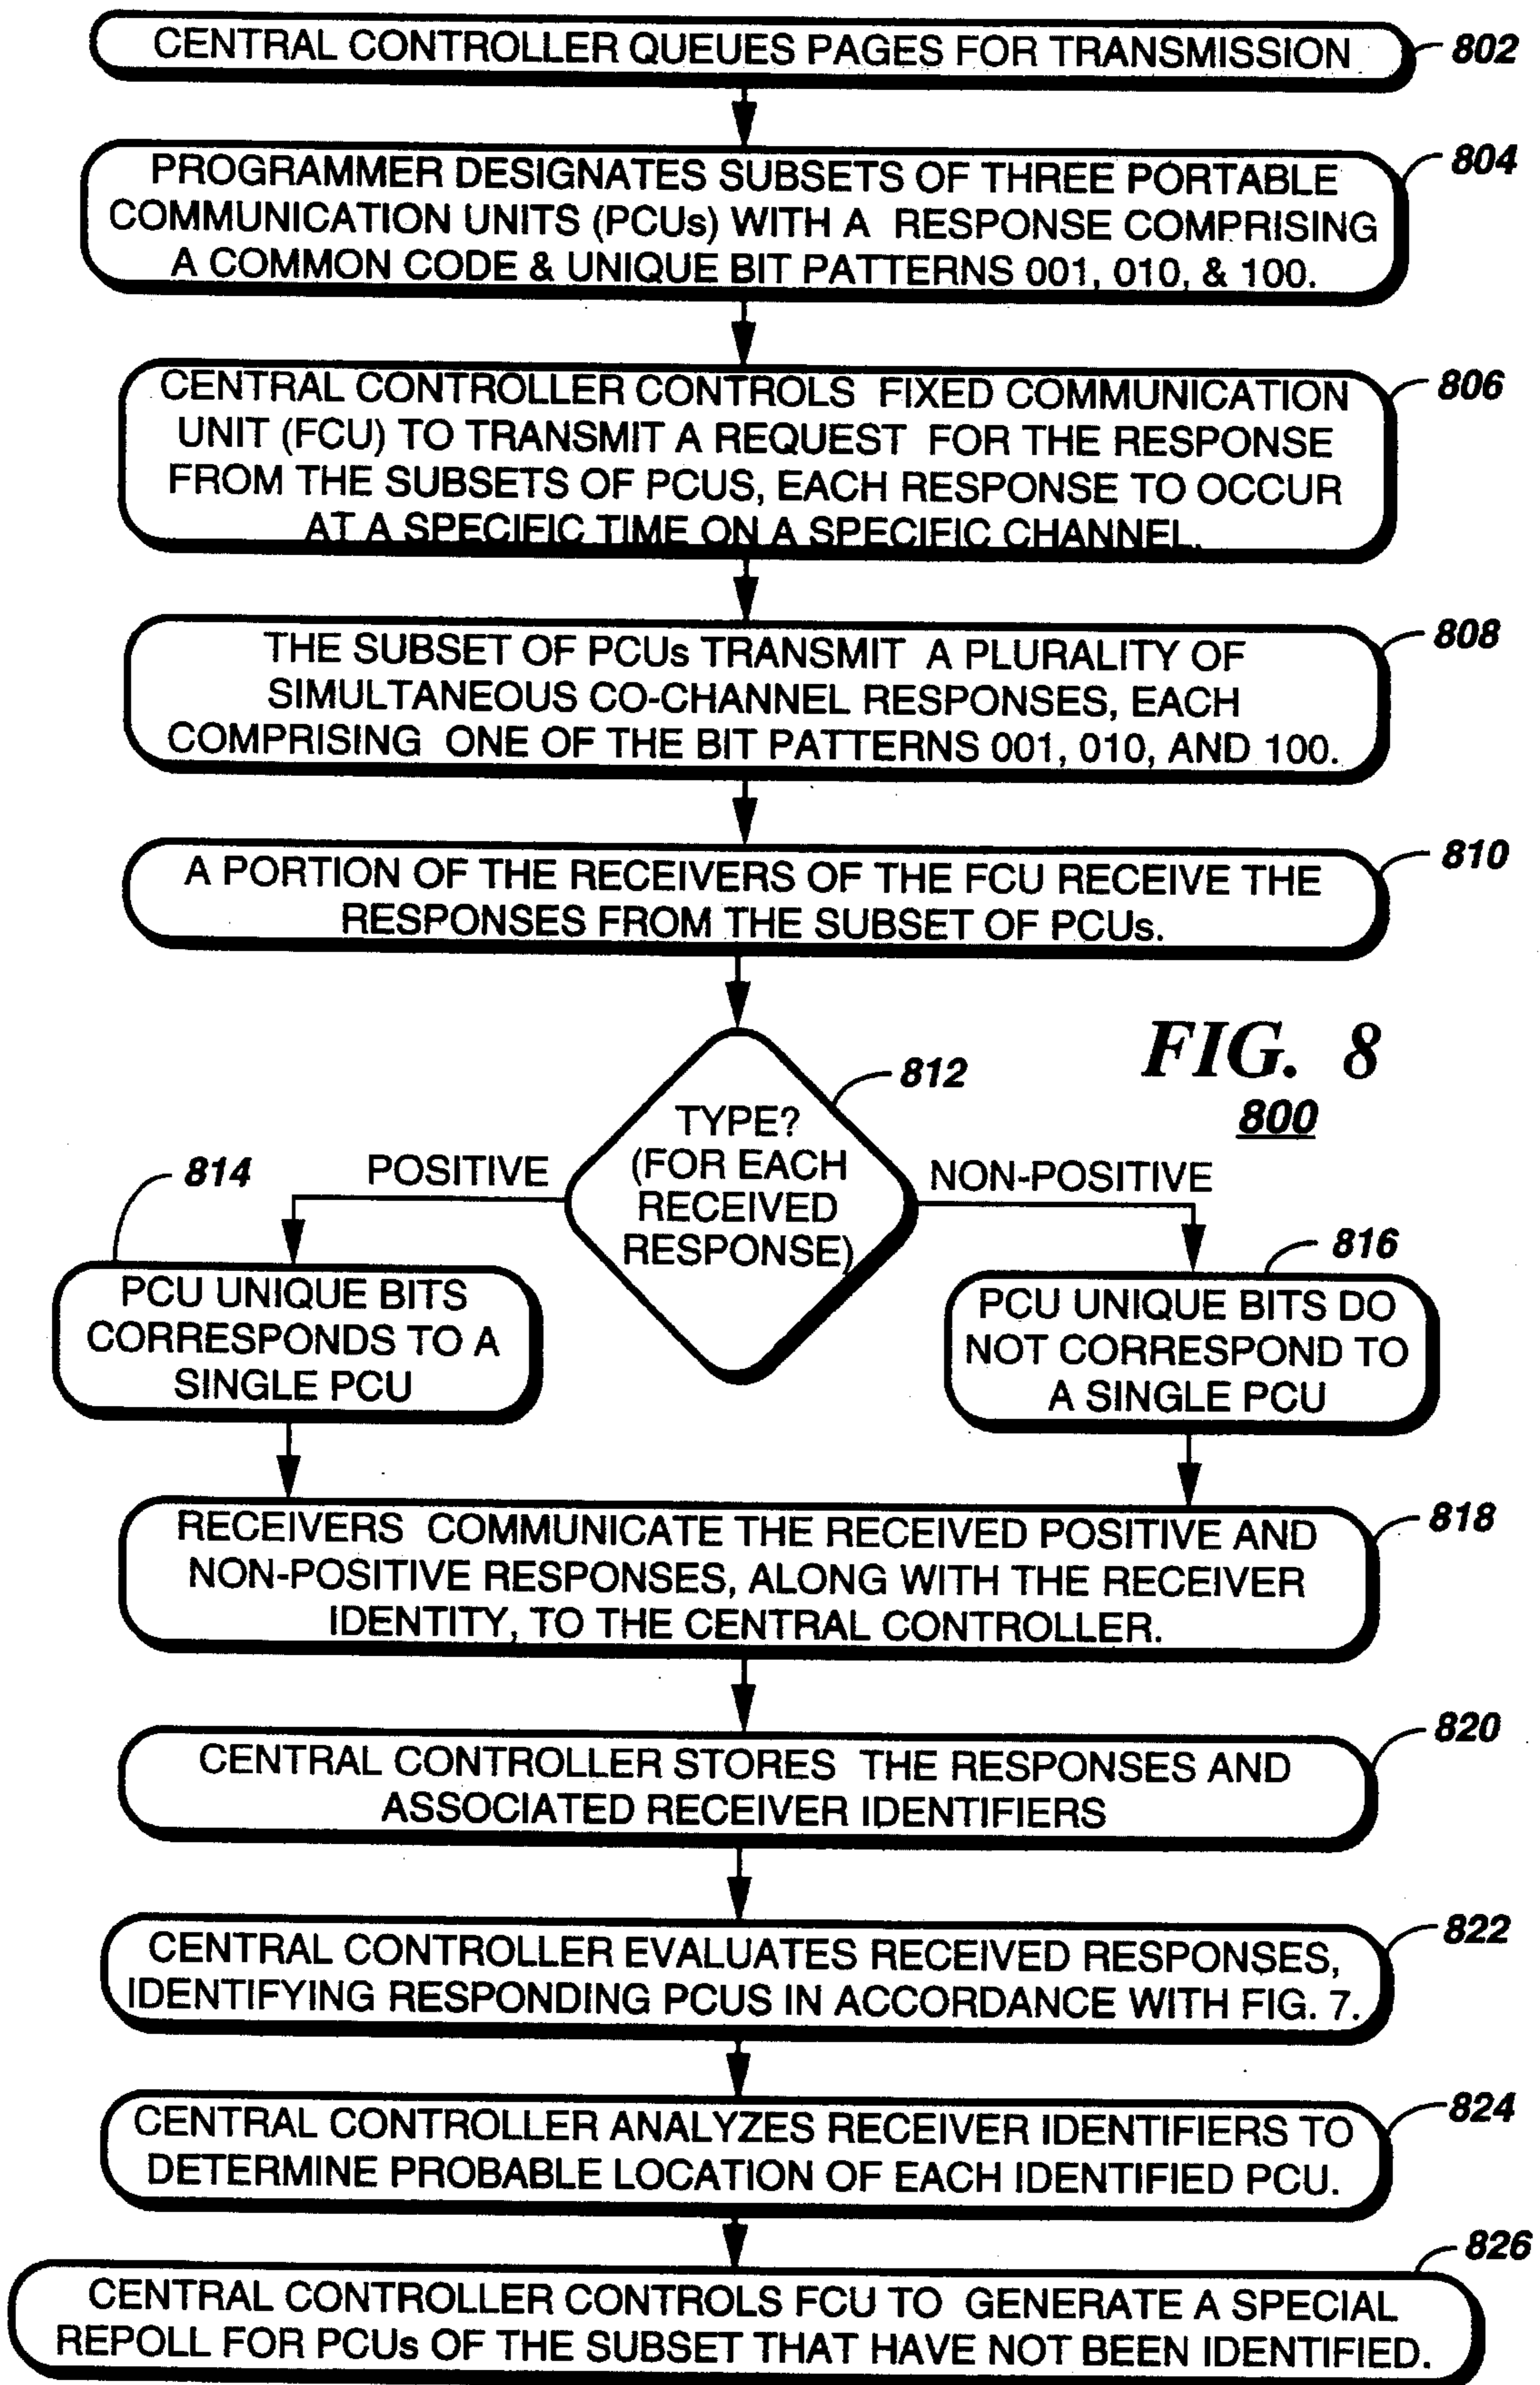 CENTRAL CONTROLLER QUEUES PAGES FOR TRANSMISSION
802
PROGRAMMER DESIGNATES SUBSETS OF THREE PORTABLE
COMMUNICATION UNITS (PCUs) WITH A RESPONSE COMPRISING
A COMMON CODE & UNIQUE BIT PATTERNS 001, 010, & 100.
804
CENTRAL CONTROLLER CONTROLS FIXED COMMUNICATION
UNIT (FCU) TO TRANSMIT A REQUEST FOR THE RESPONSE
FROM THE SUBSETS OF PCUS, EACH RESPONSE TO OCCUR
AT A SPECIFIC TIME ON A SPECIFIC CHANNEL.
806
THE SUBSET OF PCUs TRANSMIT A PLURALITY OF
SIMULTANEOUS CO-CHANNEL RESPONSES, EACH
COMPRISING ONE OF THE BIT PATTERNS 001, 010, AND 100.
808
A PORTION OF THE RECEIVERS OF THE FCU RECEIVE THE
RESPONSES FROM THE SUBSET OF PCUs.
810
FIG. 8
800
812
TYPE?
(FOR EACH
RECEIVED
RESPONSE)
POSITIVE
NON-POSITIVE
814
PCU UNIQUE BITS
CORRESPONDS TO A
SINGLE PCU
816
PCU UNIQUE BITS DO
NOT CORRESPOND TO
A SINGLE PCU
RECEIVERS COMMUNICATE THE RECEIVED POSITIVE AND
NON-POSITIVE RESPONSES, ALONG WITH THE RECEIVER
IDENTITY, TO THE CENTRAL CONTROLLER.
818
CENTRAL CONTROLLER STORES THE RESPONSES AND
ASSOCIATED RECEIVER IDENTIFIERS
820
CENTRAL CONTROLLER EVALUATES RECEIVED RESPONSES,
IDENTIFYING RESPONDING PCUS IN ACCORDANCE WITH FIG. 7.
822
CENTRAL CONTROLLER ANALYZES RECEIVER IDENTIFIERS TO
DETERMINE PROBABLE LOCATION OF EACH IDENTIFIED PCU.
824
CENTRAL CONTROLLER CONTROLS FCU TO GENERATE A SPECIAL
REPOLL FOR PCUs OF THE SUBSET THAT HAVE NOT BEEN IDENTIFIED.
826